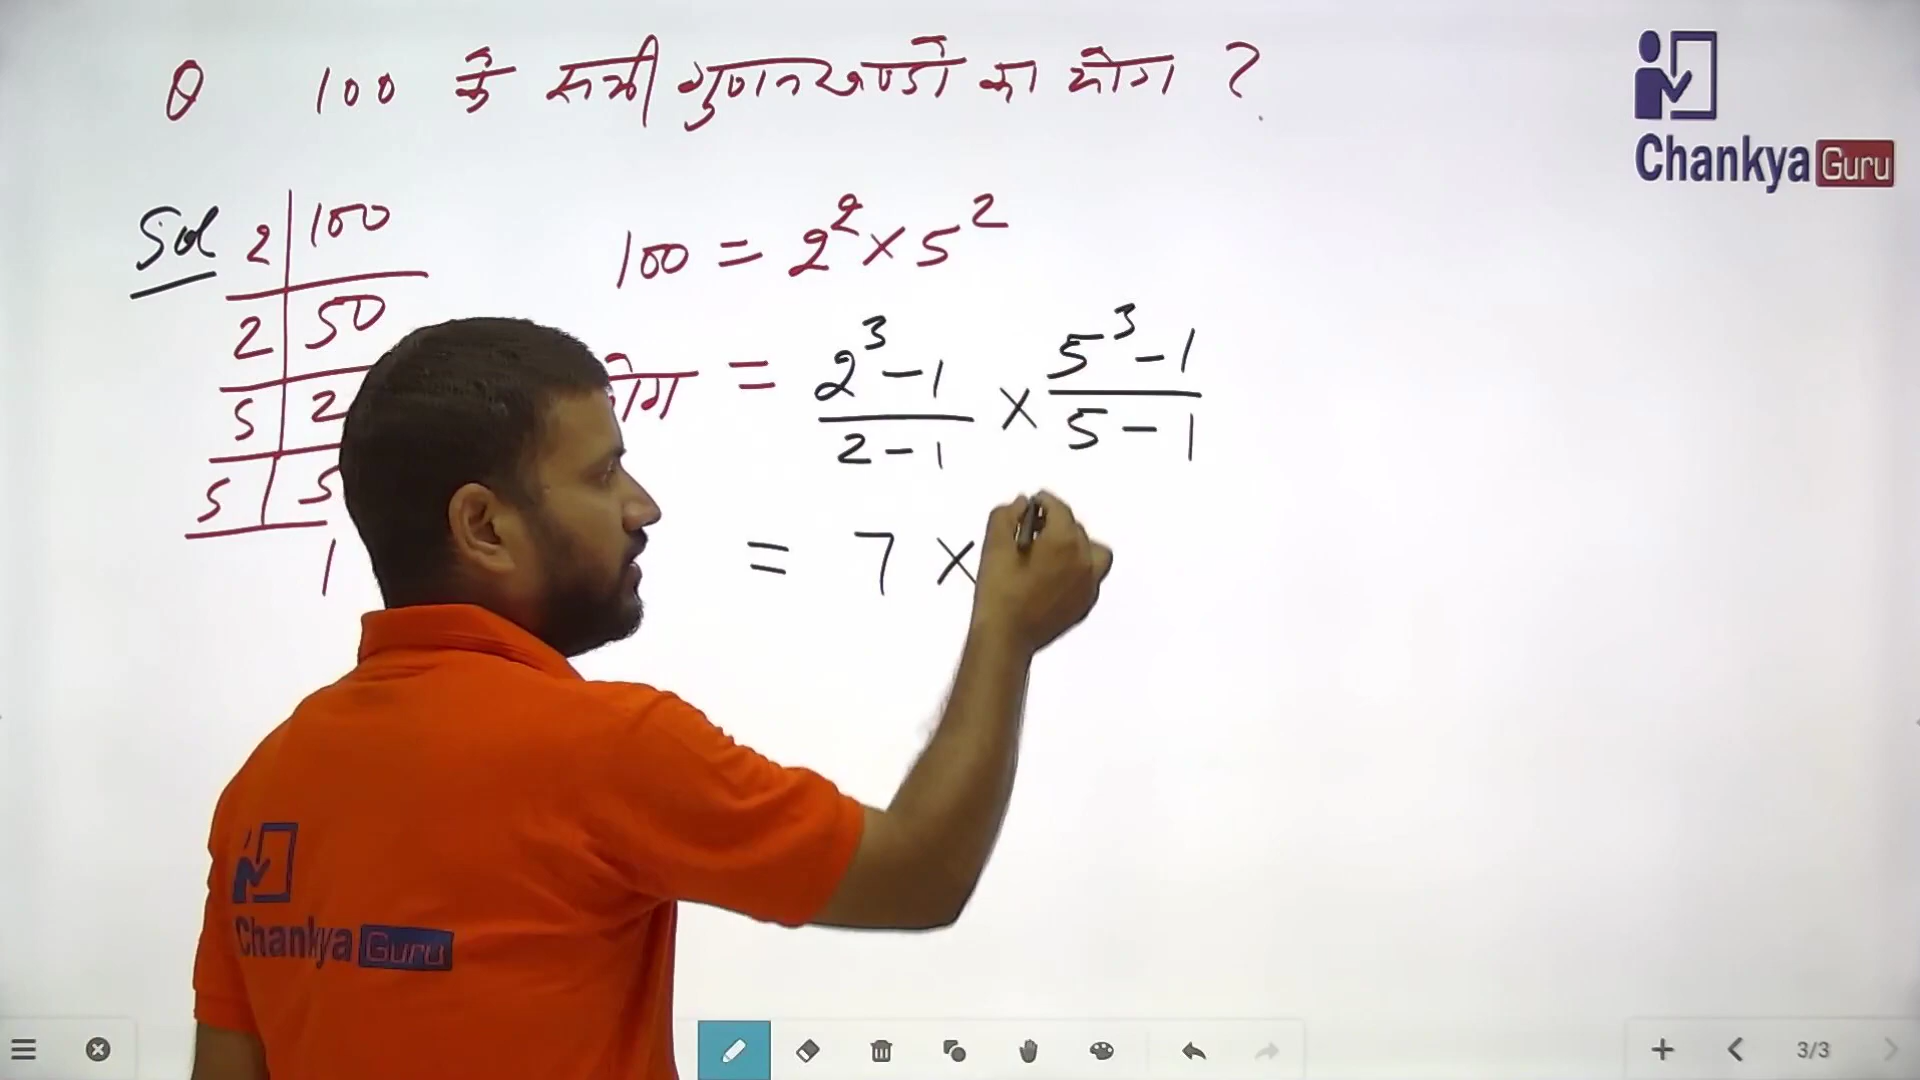 Q 100 के सभी गुणनखण्डों का योग ?
Chankya Guru
Sol 2 | 100
2 | 50
5 | 2
5 | 5
1
100 = 2² × 5²
योग = 2³-1 / 2-1 × 5³-1 / 5-1
= 7 ×
Chankya Guru
3/3